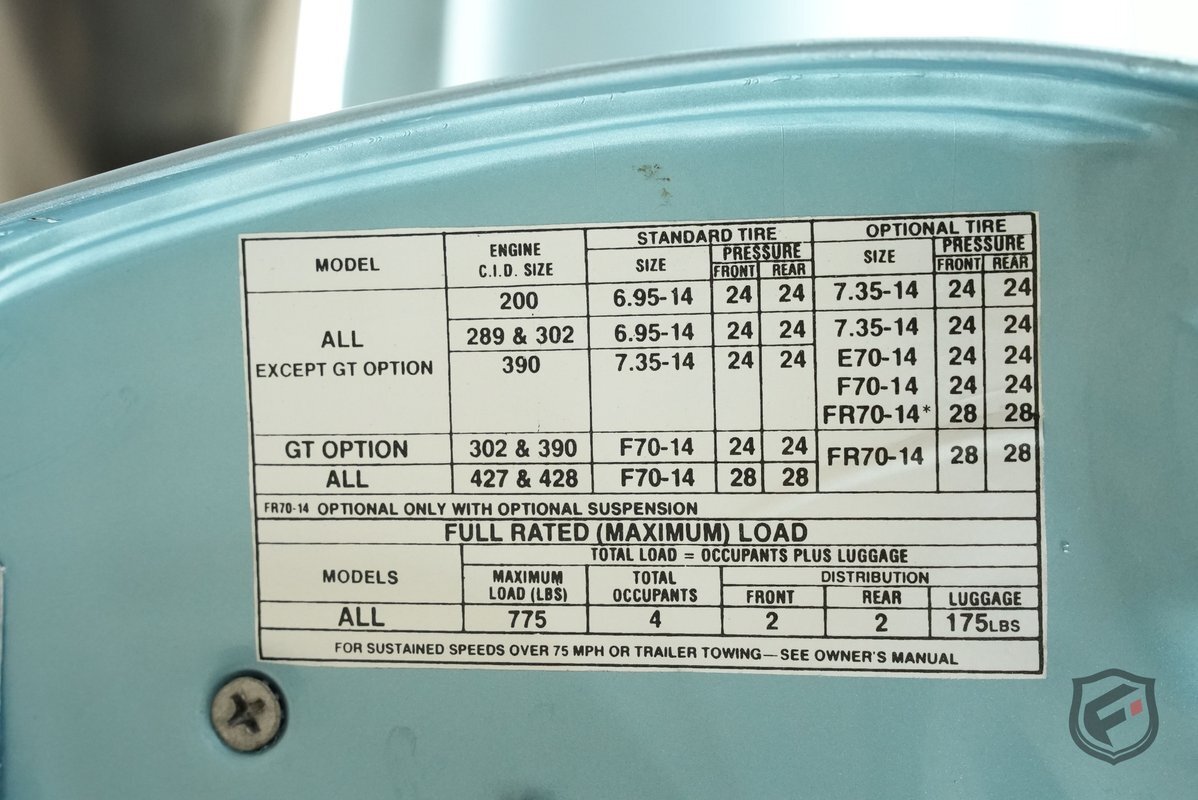 MODEL ENGINE C.I.D. SIZE STANDARD TIRE OPTIONAL TIRE
SIZE PRESSURE SIZE PRESSURE
FRONT REAR FRONT REAR
200 6.95-14 24 24 7.35-14 24 24
ALL 289 & 302 6.95-14 24 24 7.35-14 24 24
EXCEPT GT OPTION 390 7.35-14 24 24 E70-14 24 24
F70-14 24 24
FR70-14* 28 28
GT OPTION 302 & 390 F70-14 24 24 FR70-14 28 28
ALL 427 & 428 F70-14 28 28
FR70-14 OPTIONAL ONLY WITH OPTIONAL SUSPENSION
FULL RATED (MAXIMUM) LOAD
TOTAL LOAD = OCCUPANTS PLUS LUGGAGE
MODELS MAXIMUM LOAD (LBS) TOTAL OCCUPANTS DISTRIBUTION
FRONT REAR LUGGAGE
ALL 775 4 2 2 175LBS
FOR SUSTAINED SPEEDS OVER 75 MPH OR TRAILER TOWING—SEE OWNER'S MANUAL